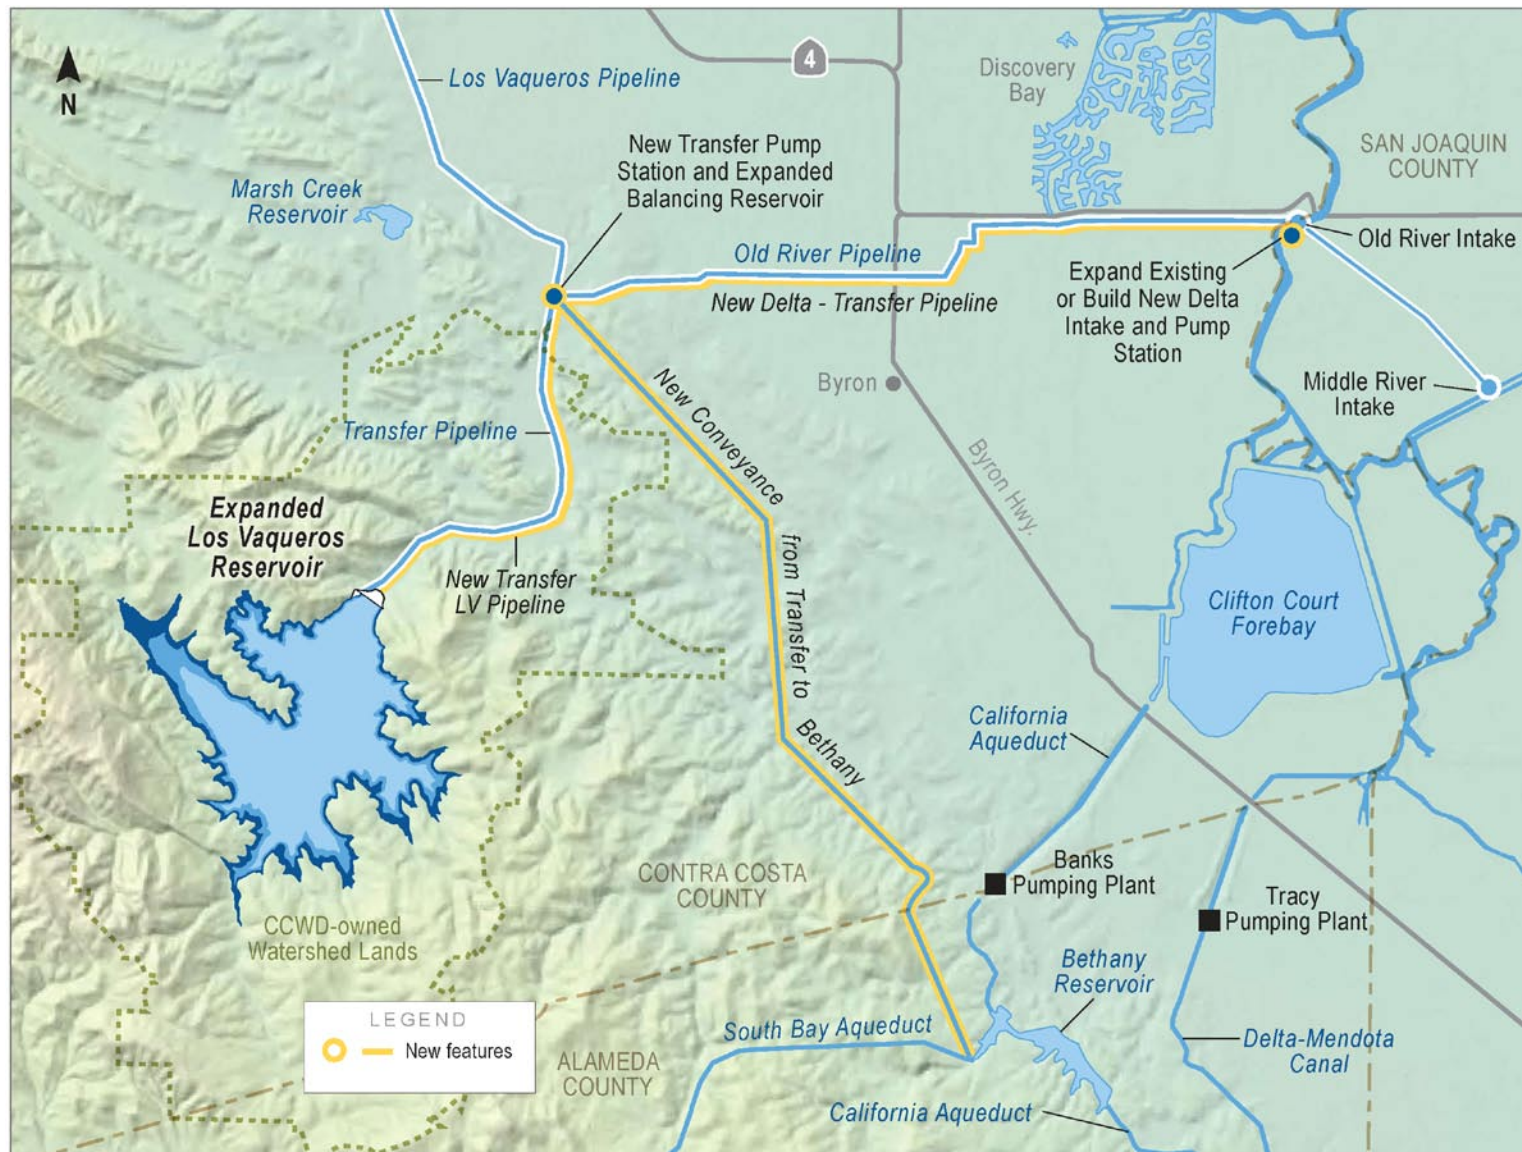 4
Los Vaqueros Pipeline
Discovery
Bay
N
New Transfer Pump
Station and Expanded
Balancing Reservoir
SAN JOAQUIN
COUNTY
Marsh Creek
Reservoir
Old River Pipeline
Old River Intake
New Delta - Transfer Pipeline
Expand Existing
or Build New Delta
Intake and Pump
Station
Byron
Middle River
Intake
New Conveyance
from Transfer to
Bethany
Transfer Pipeline
Byron Hwy.
Expanded
Los Vaqueros
Reservoir
New Transfer
LV Pipeline
Clifton Court
Forebay
California
Aqueduct
CONTRA COSTA
COUNTY
Banks
Pumping Plant
Tracy
Pumping Plant
CCWD-owned
Watershed Lands
Bethany
Reservoir
LEGEND
New features
South Bay Aqueduct
ALAMEDA
COUNTY
Delta-Mendota
Canal
California Aqueduct